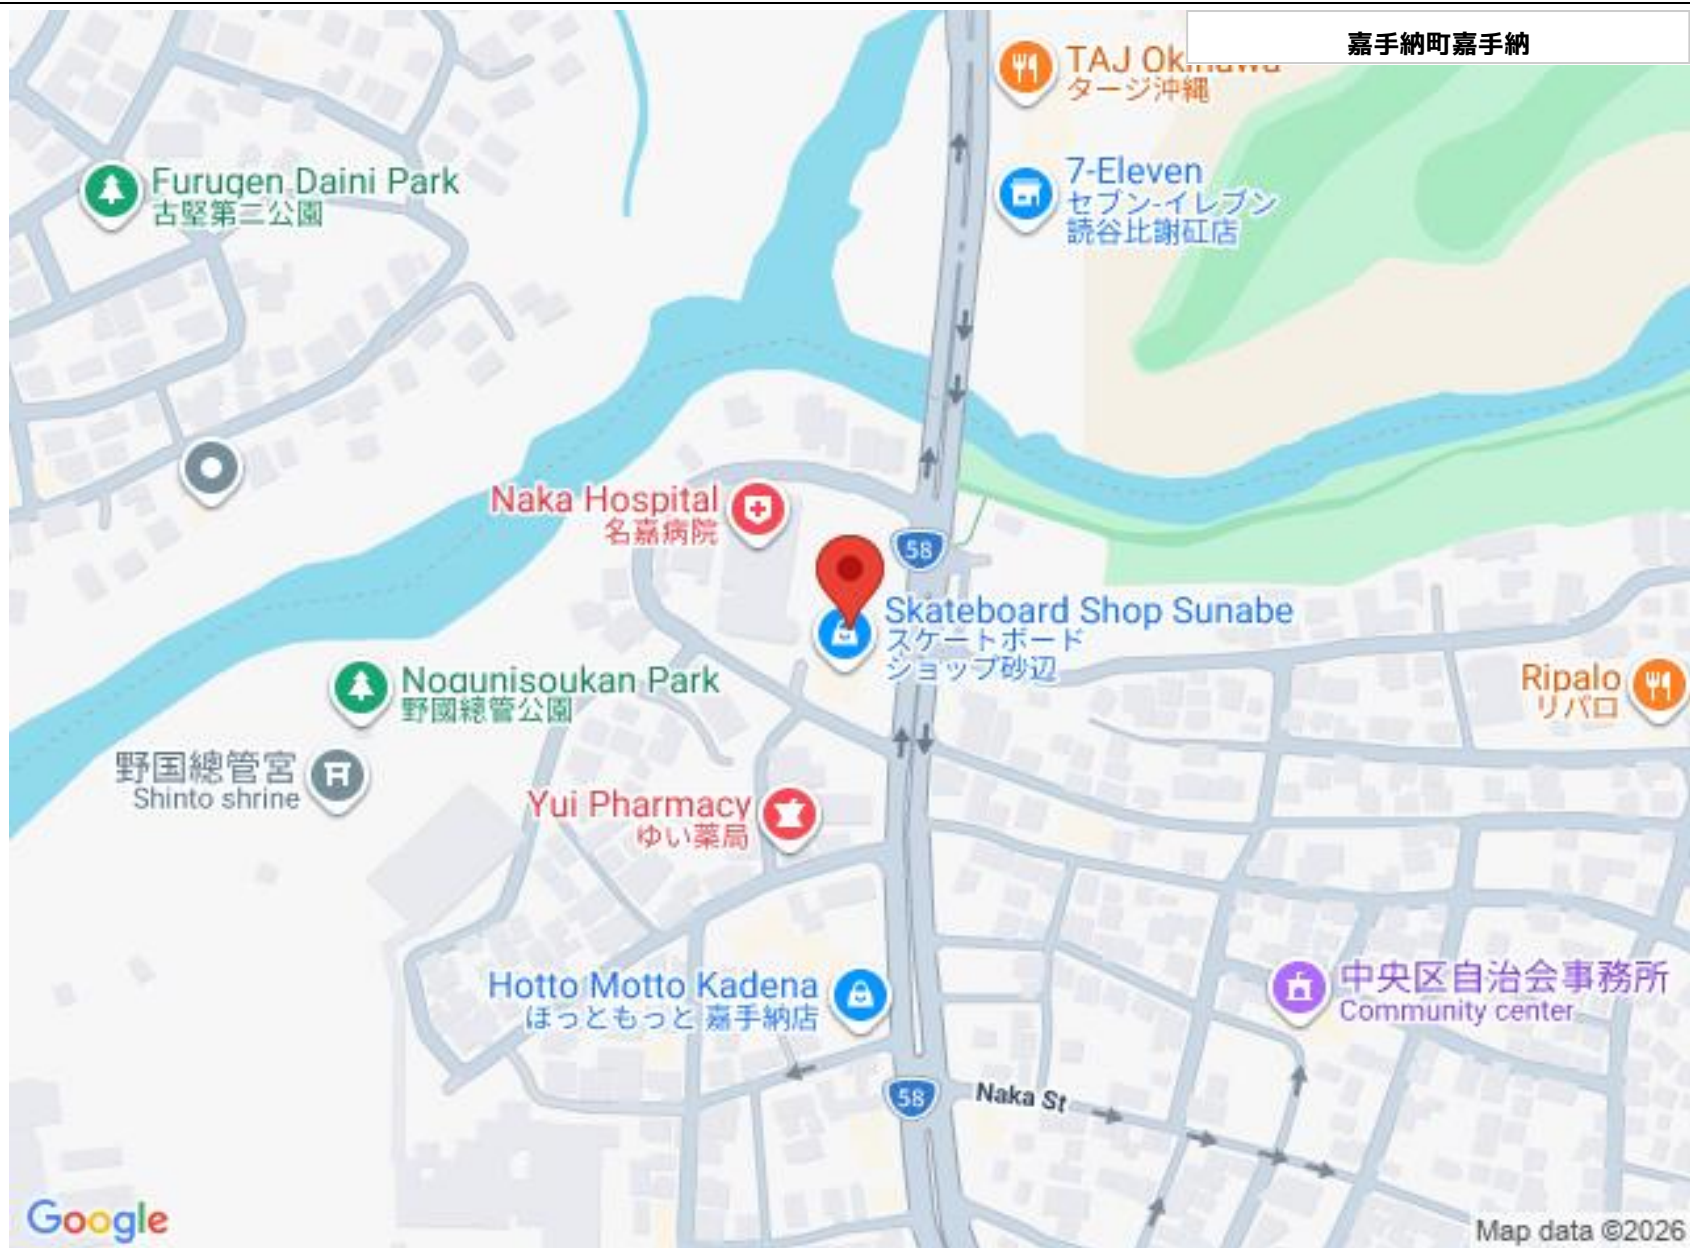 嘉手納町嘉手納
TAJ Okinawa
タージ沖縄
7-Eleven
セブン-イレブン
読谷比謝矼店
Furugen Daini Park
古堅第二公園
Naka Hospital
名嘉病院
58
Skateboard Shop Sunabe
スケートボード
ショップ砂辺
Nogunisoukan Park
野國總管公園
Ripalo
リパロ
野国總管宮
Shinto shrine
Yui Pharmacy
ゆい薬局
Hotto Motto Kadena
ほっともっと 嘉手納店
中央区自治会事務所
Community center
58
Naka St
Google
Map data ©2026